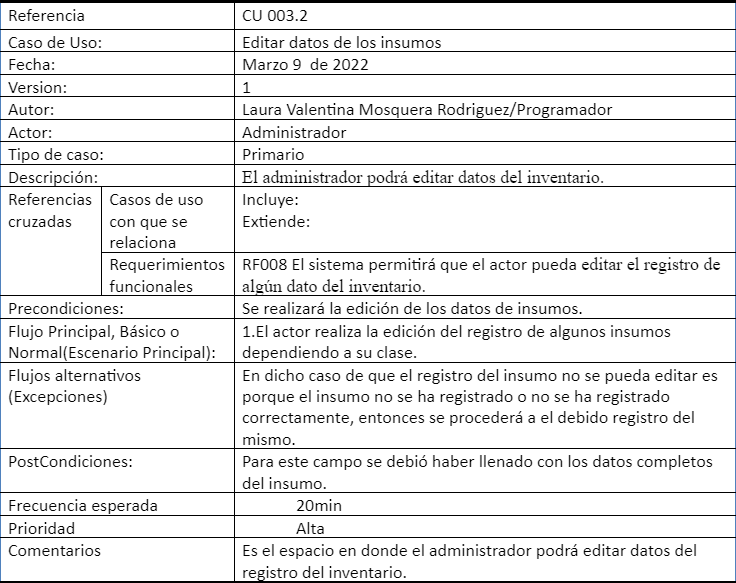 Referencia CU 003.2
Caso de Uso: Editar datos de los insumos
Fecha: Marzo 9  de 2022
Version: 1
Autor: Laura Valentina Mosquera Rodriguez/Programador
Actor: Administrador
Tipo de caso: Primario
Descripción: El administrador podrá editar datos del inventario.
Referencias
cruzadas
Casos de uso
con que se
relaciona
Incluye:
Extiende:
Requerimientos
funcionales
RF008 El sistema permitirá que el actor pueda editar el registro de
algún dato del inventario.
Precondiciones: Se realizará la edición de los datos de insumos.
Flujo Principal, Básico o
Normal(Escenario Principal):
1.El actor realiza la edición del registro de algunos insumos
dependiendo a su clase.
Flujos alternativos
(Excepciones)
En dicho caso de que el registro del insumo no se pueda editar es
porque el insumo no se ha registrado o no se ha registrado
correctamente, entonces se procederá a el debido registro del
mismo.
PostCondiciones: Para este campo se debió haber llenado con los datos completos
del insumo.
Frecuencia esperada 20min
Prioridad Alta
Comentarios Es el espacio en donde el administrador podrá editar datos del
registro del inventario.